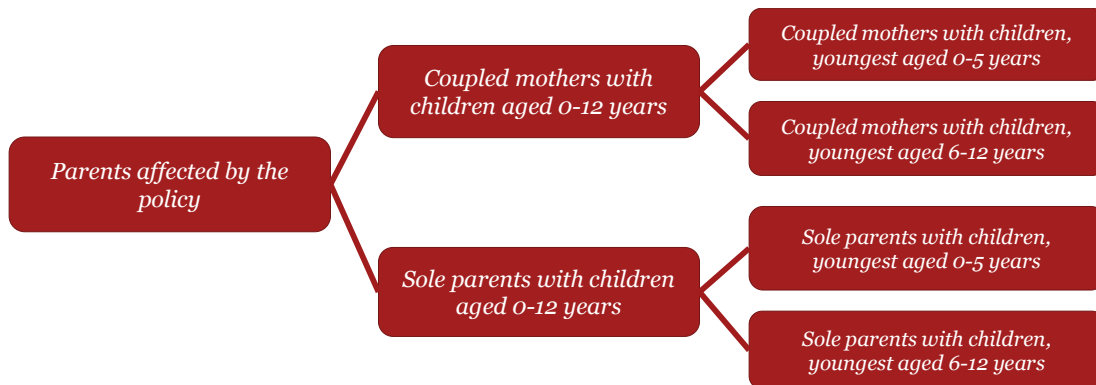 Parents affected by the
policy
Coupled mothers with
children aged 0-12 years
Sole parents with children
aged 0-12 years
Coupled mothers with children,
youngest aged 0-5 years
Coupled mothers with children,
youngest aged 6-12 years
Sole parents with children,
youngest aged 0-5 years
Sole parents with children,
youngest aged 6-12 years